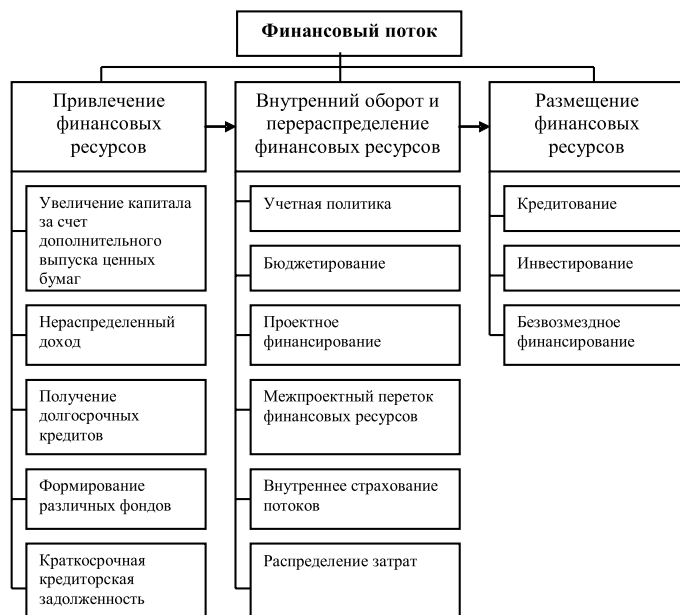 Финансовый поток
Привлечение
финансовых
ресурсов
Внутренний оборот и
перераспределение
финансовых ресурсов
Размещение
финансовых
ресурсов
Увеличение капитала
за счет
дополнительного
выпуска ценных
бумаг
Нераспределенный
доход
Получение
долгосрочных
кредитов
Формирование
различных фондов
Краткосрочная
кредиторская
задолженность
Учетная политика
Бюджетирование
Проектное
финансирование
Межпроектный переток
финансовых ресурсов
Внутреннее страхование
потоков
Распределение затрат
Кредитование
Инвестирование
Безвозмездное
финансирование